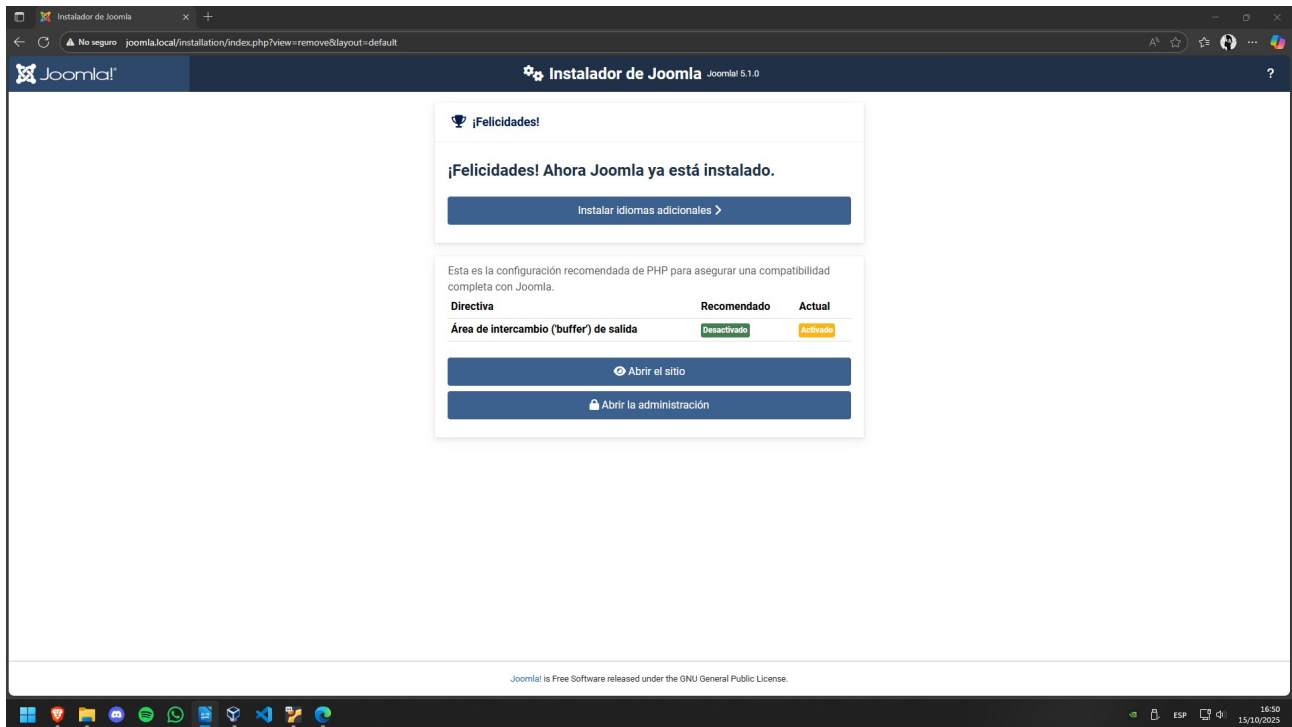 Instalador de Joomla
No seguro joomla.local/installation/index.php?view=remove&layout=default
Joomla!
Instalador de Joomla Joomla! 5.1.0
?
¡Felicidades!
¡Felicidades! Ahora Joomla ya está instalado.
Instalar idiomas adicionales
Esta es la configuración recomendada de PHP para asegurar una compatibilidad
completa con Joomla.
Directiva Recomendado Actual
Área de intercambio ('buffer') de salida Desactivado Activado
Abrir el sitio
Abrir la administración
Joomla! is Free Software released under the GNU General Public License.
ESP
16:50
15/10/2025